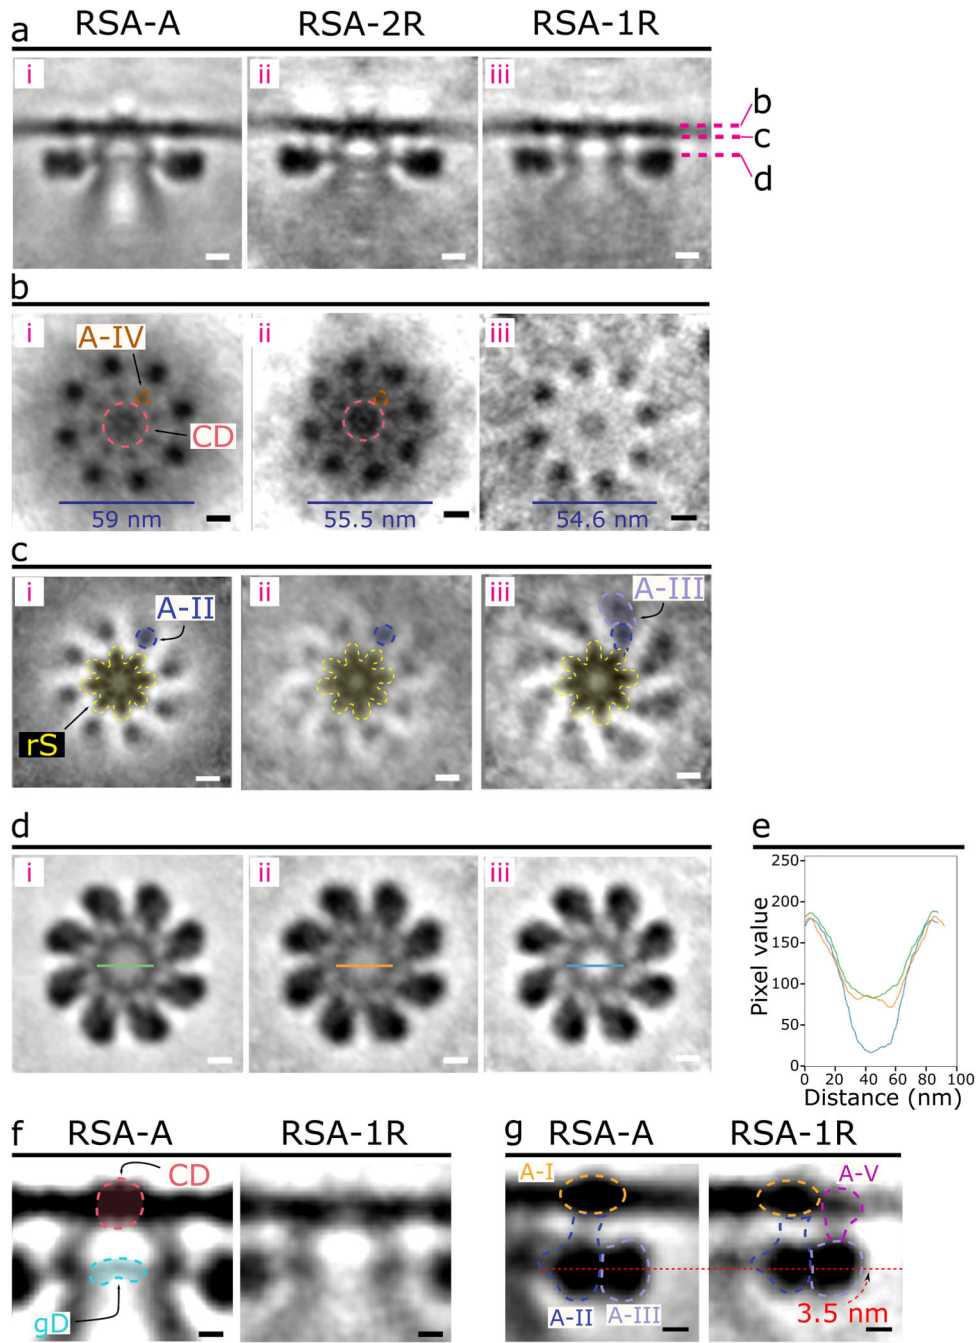 a
RSA-A RSA-2R RSA-1R
i ii iii
b
c
d
b
i ii iii
A-IV
CD
59 nm 55.5 nm 54.6 nm
c
i ii iii
A-II
A-III
rS
d
i ii iii
e
250
200
150
100
50
0
0 20 40 60 80 100
Pixel value
Distance (nm)
f
RSA-A RSA-1R
CD
gD
g
RSA-A RSA-1R
A-I
A-V
A-II A-III
3.5 nm